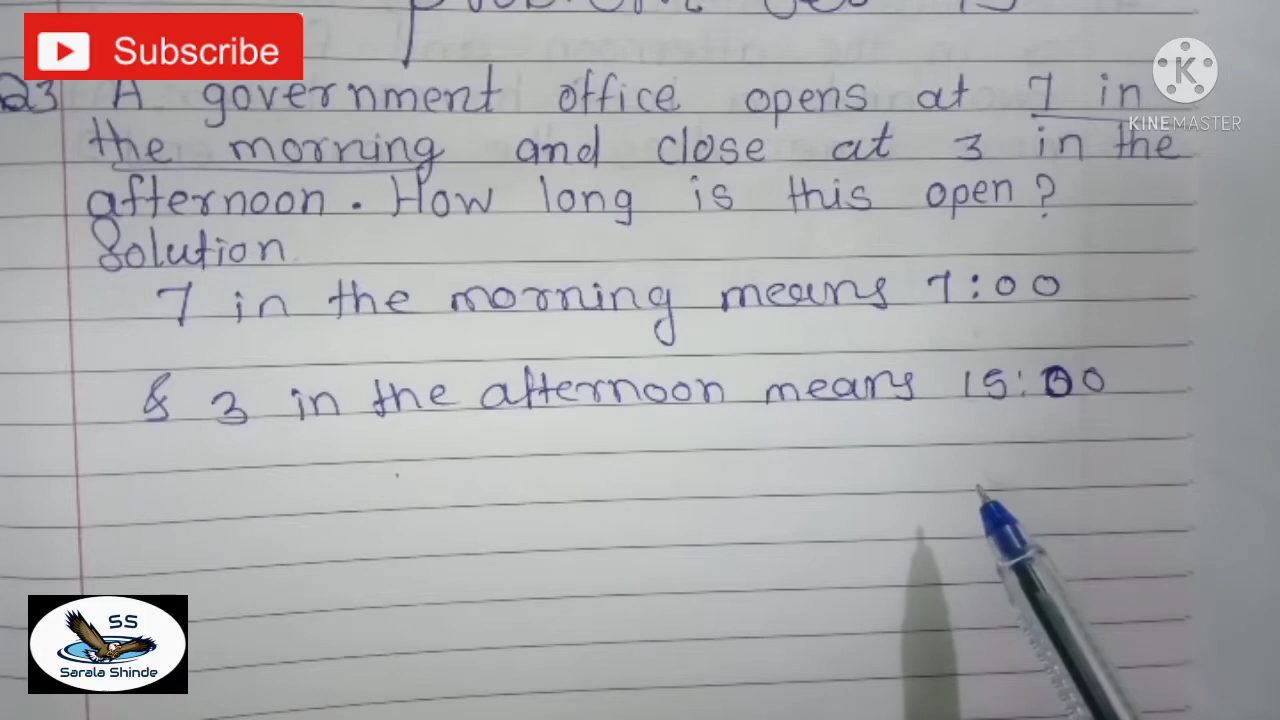 Subscribe
Q3 A government office opens at 7 in
the morning and close at 3 in the
afternoon. How long is this open?
Solution
7 in the morning means 7:00
& 3 in the afternoon means 15:00
K
KINEMASTER
SS
Sarala Shinde